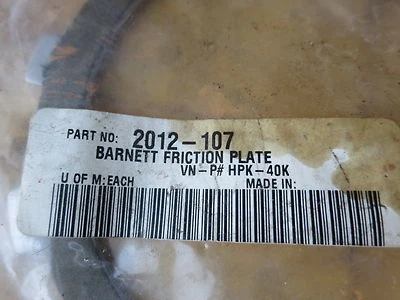 PART NO: 2012-107
BARNETT FRICTION PLATE
VN-P# HPK-40K
U OF M: EACH MADE IN: